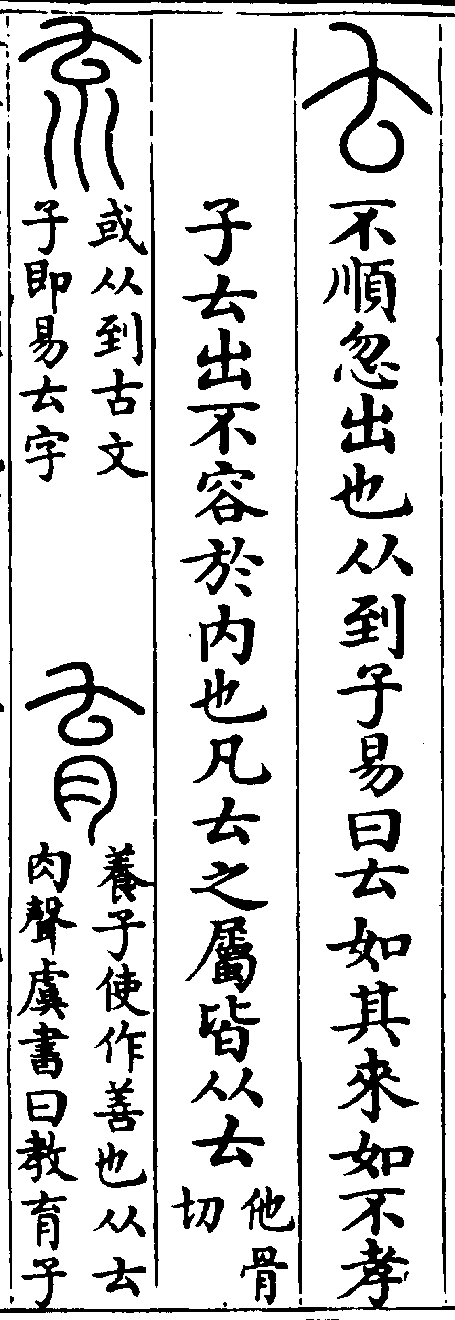 𠫓不順忽出也从到子易曰𠫓如其來如不孝
子𠫓出不容於内也凡𠫓之屬皆从𠫓他骨
切
㐬或从到古文
子即易𠫓字
育養子使作善也从𠫓
肉聲虞書曰教育子